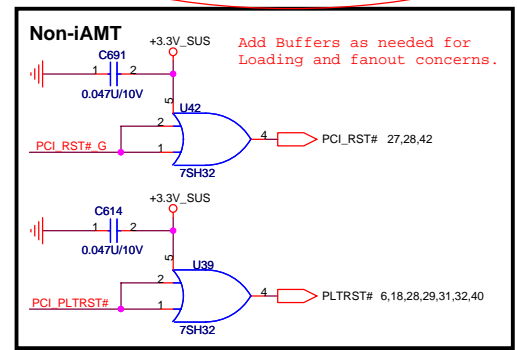 Non-iAMT
+3.3V_SUS
Add Buffers as needed for
Loading and fanout concerns.
C691
1 2
0.047U/10V
5
U42
2
PCI_RST#_G
1
4
PCI_RST# 27,28,42
7SH32
+3.3V_SUS
C614
1 2
0.047U/10V
5
U39
2
PCI_PLTRST#
1
4
PLTRST# 6,18,28,29,31,32,40
7SH32